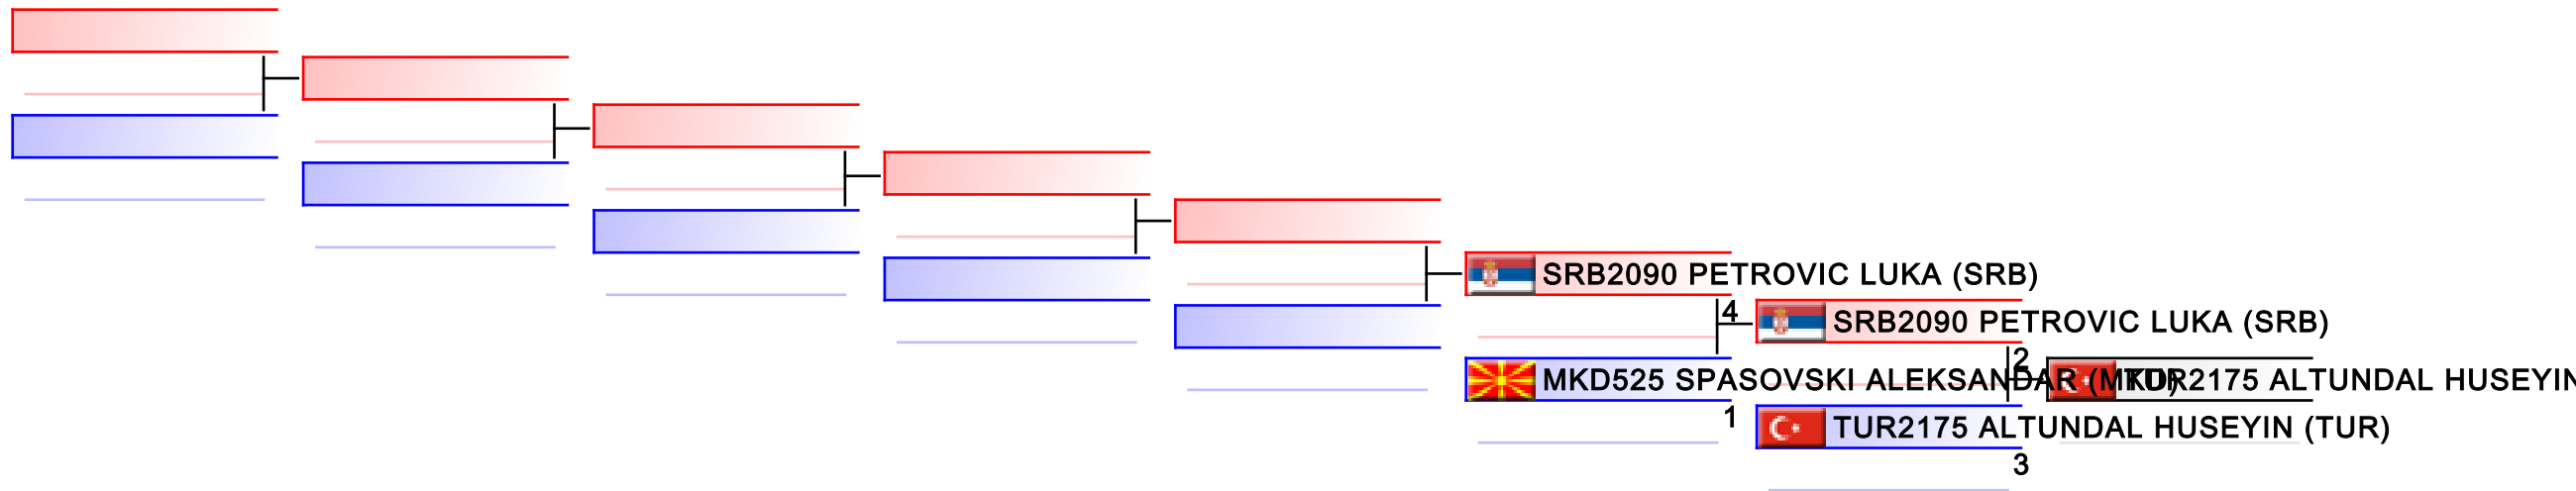 SRB2090 PETROVIC LUKA (SRB)
4
SRB2090 PETROVIC LUKA (SRB)
2
MKD525 SPASOVSKI ALEKSANDAR (MKD)
TUR2175 ALTUNDAL HUSEYIN
1
TUR2175 ALTUNDAL HUSEYIN (TUR)
3